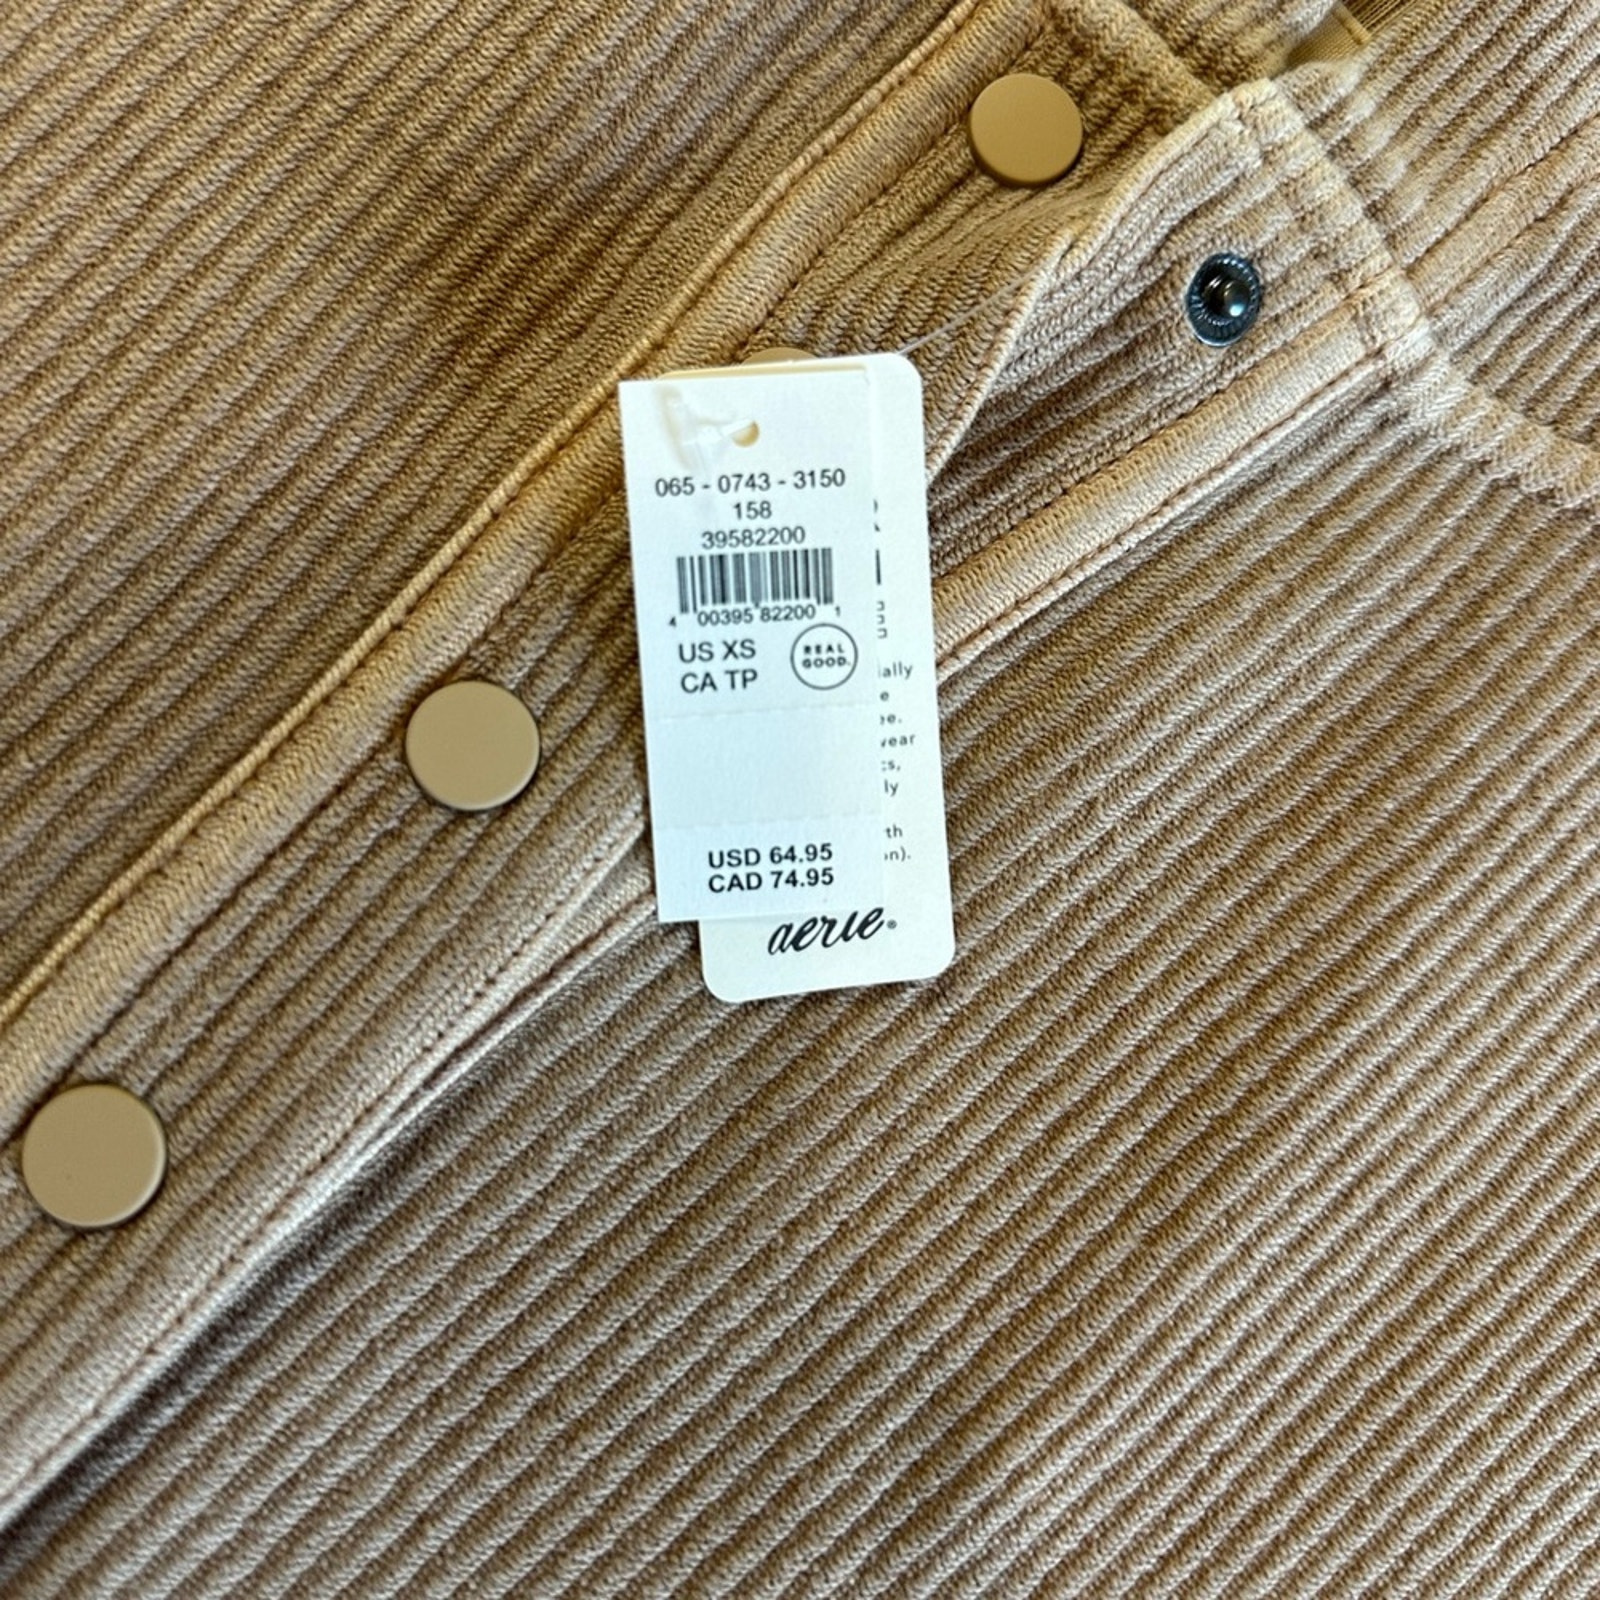 065 - 0743 - 3150
158
39582200
4 00395 82200 1
US XS
CA TP
REAL
GOOD.
USD 64.95
CAD 74.95
aerie®